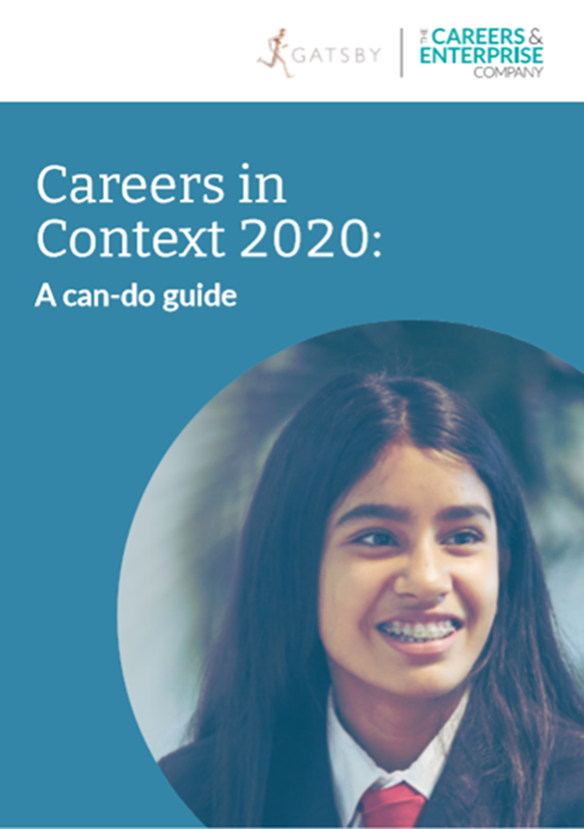 GATSBY
THE CAREERS &
ENTERPRISE
COMPANY
Careers in
Context 2020:
A can-do guide